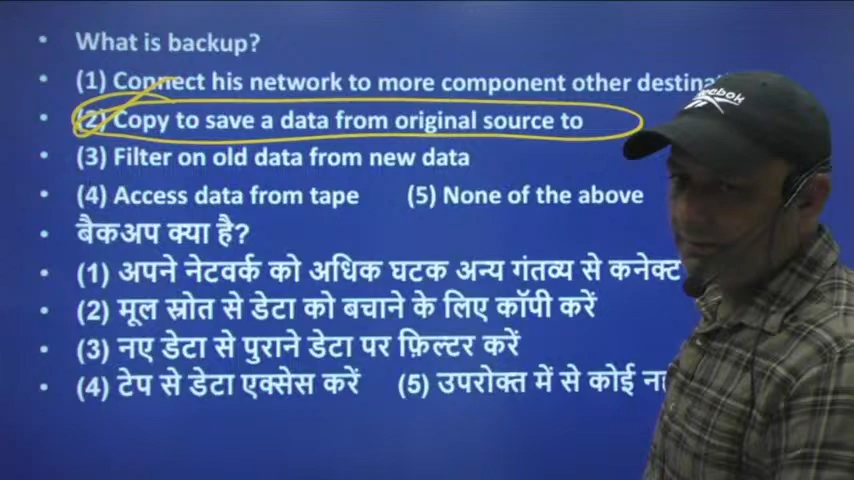 What is backup?
(1) Connect his network to more component other
(2) Copy to save a data from original source to
(3) Filter on old data from new data
(4) Access data from tape (5) None of the above
बैकअप क्या है?
(1) अपने नेटवर्क को अधिक घटक अन्य गंतव्य से कनेक्ट
(2) मूल स्रोत से डेटा को बचाने के लिए कॉपी करें
(3) नए डेटा से पुराने डेटा पर फ़िल्टर करें
(4) टेप से डेटा एक्सेस करें (5) उपरोक्त में से कोई
Reebok